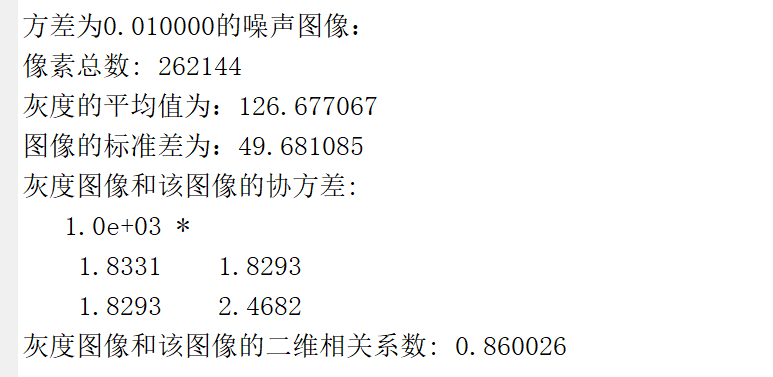 方差为0.010000的噪声图像：
像素总数: 262144
灰度的平均值为：126.677067
图像的标准差为：49.681085
灰度图像和该图像的协方差:
1.0e+03 *
1.8331 1.8293
1.8293 2.4682
灰度图像和该图像的二维相关系数: 0.860026